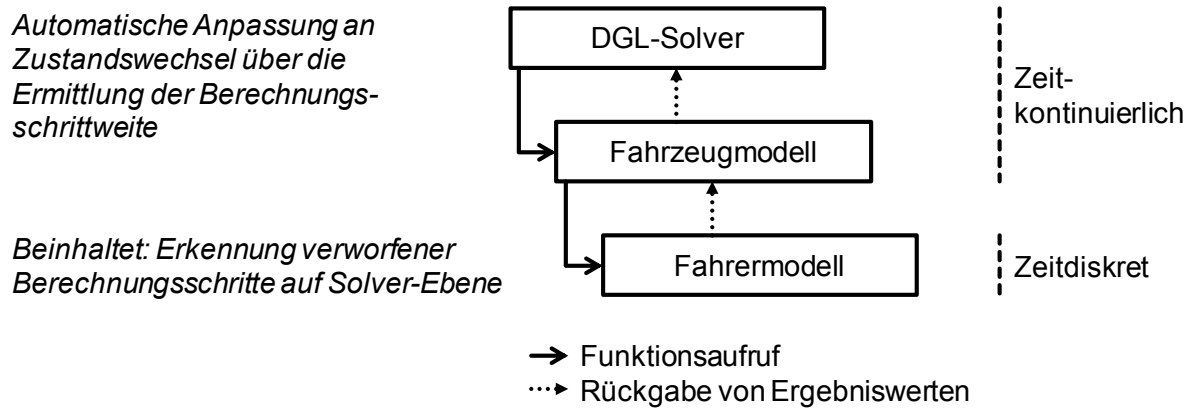 Automatische Anpassung an
Zustandswechsel über die
Ermittlung der Berechnungs-
schrittweite
DGL-Solver
Fahrzeugmodell
Zeit-
kontinuierlich
Beinhaltet: Erkennung verworfener
Berechnungsschritte auf Solver-Ebene
Fahrermodell
Zeitdiskret
Funktionsaufruf
Rückgabe von Ergebniswerten